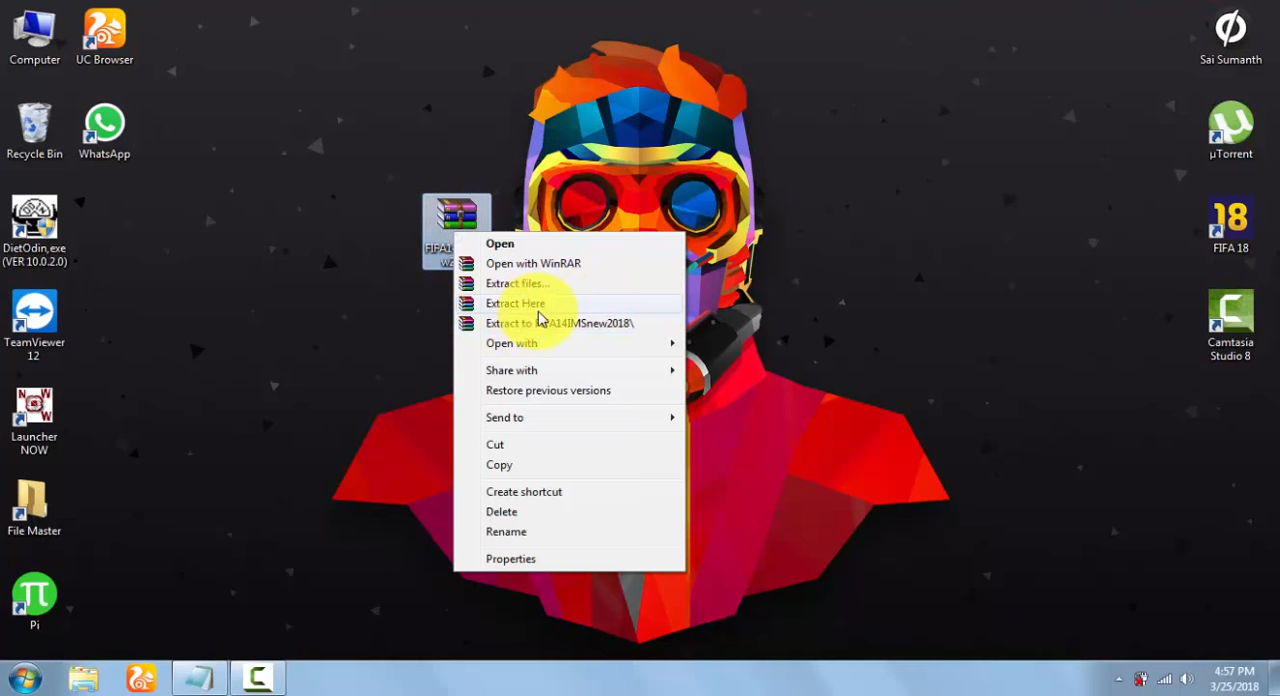 Computer
UC Browser
Recycle Bin
WhatsApp
DietOdin,exe
(VER 10.0.2.0)
TeamViewer
12
Launcher
NOW
File Master
Pi
Open
Open with WinRAR
Extract files...
Extract Here
Extract to
Open with
Share with
Restore previous versions
Send to
Cut
Copy
Create shortcut
Delete
Rename
Properties
Sai Sumanth
µTorrent
18
FIFA 18
Camtasia
Studio 8
4:57 PM
3/25/2018